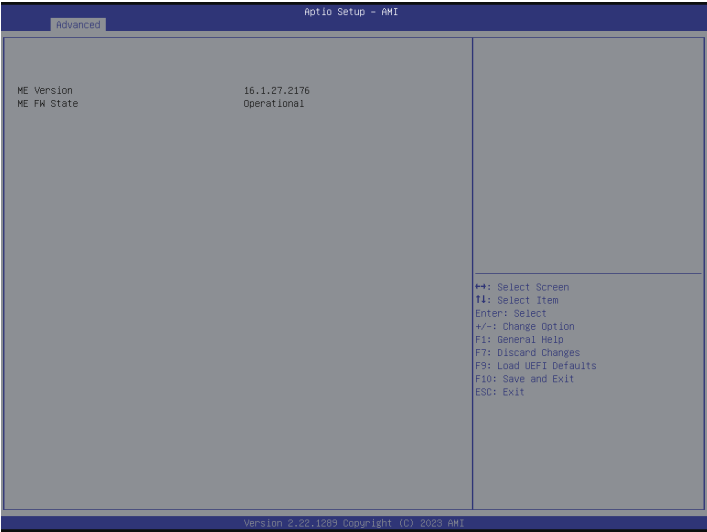 Aptio Setup – AMI
Advanced
ME Version 16.1.27.2176
ME FW State Operational
↔: Select Screen
↑↓: Select Item
Enter: Select
+/-: Change Option
F1: General Help
F7: Discard Changes
F9: Load UEFI Defaults
F10: Save and Exit
ESC: Exit
Version 2.22.1289 Copyright (C) 2023 AMI